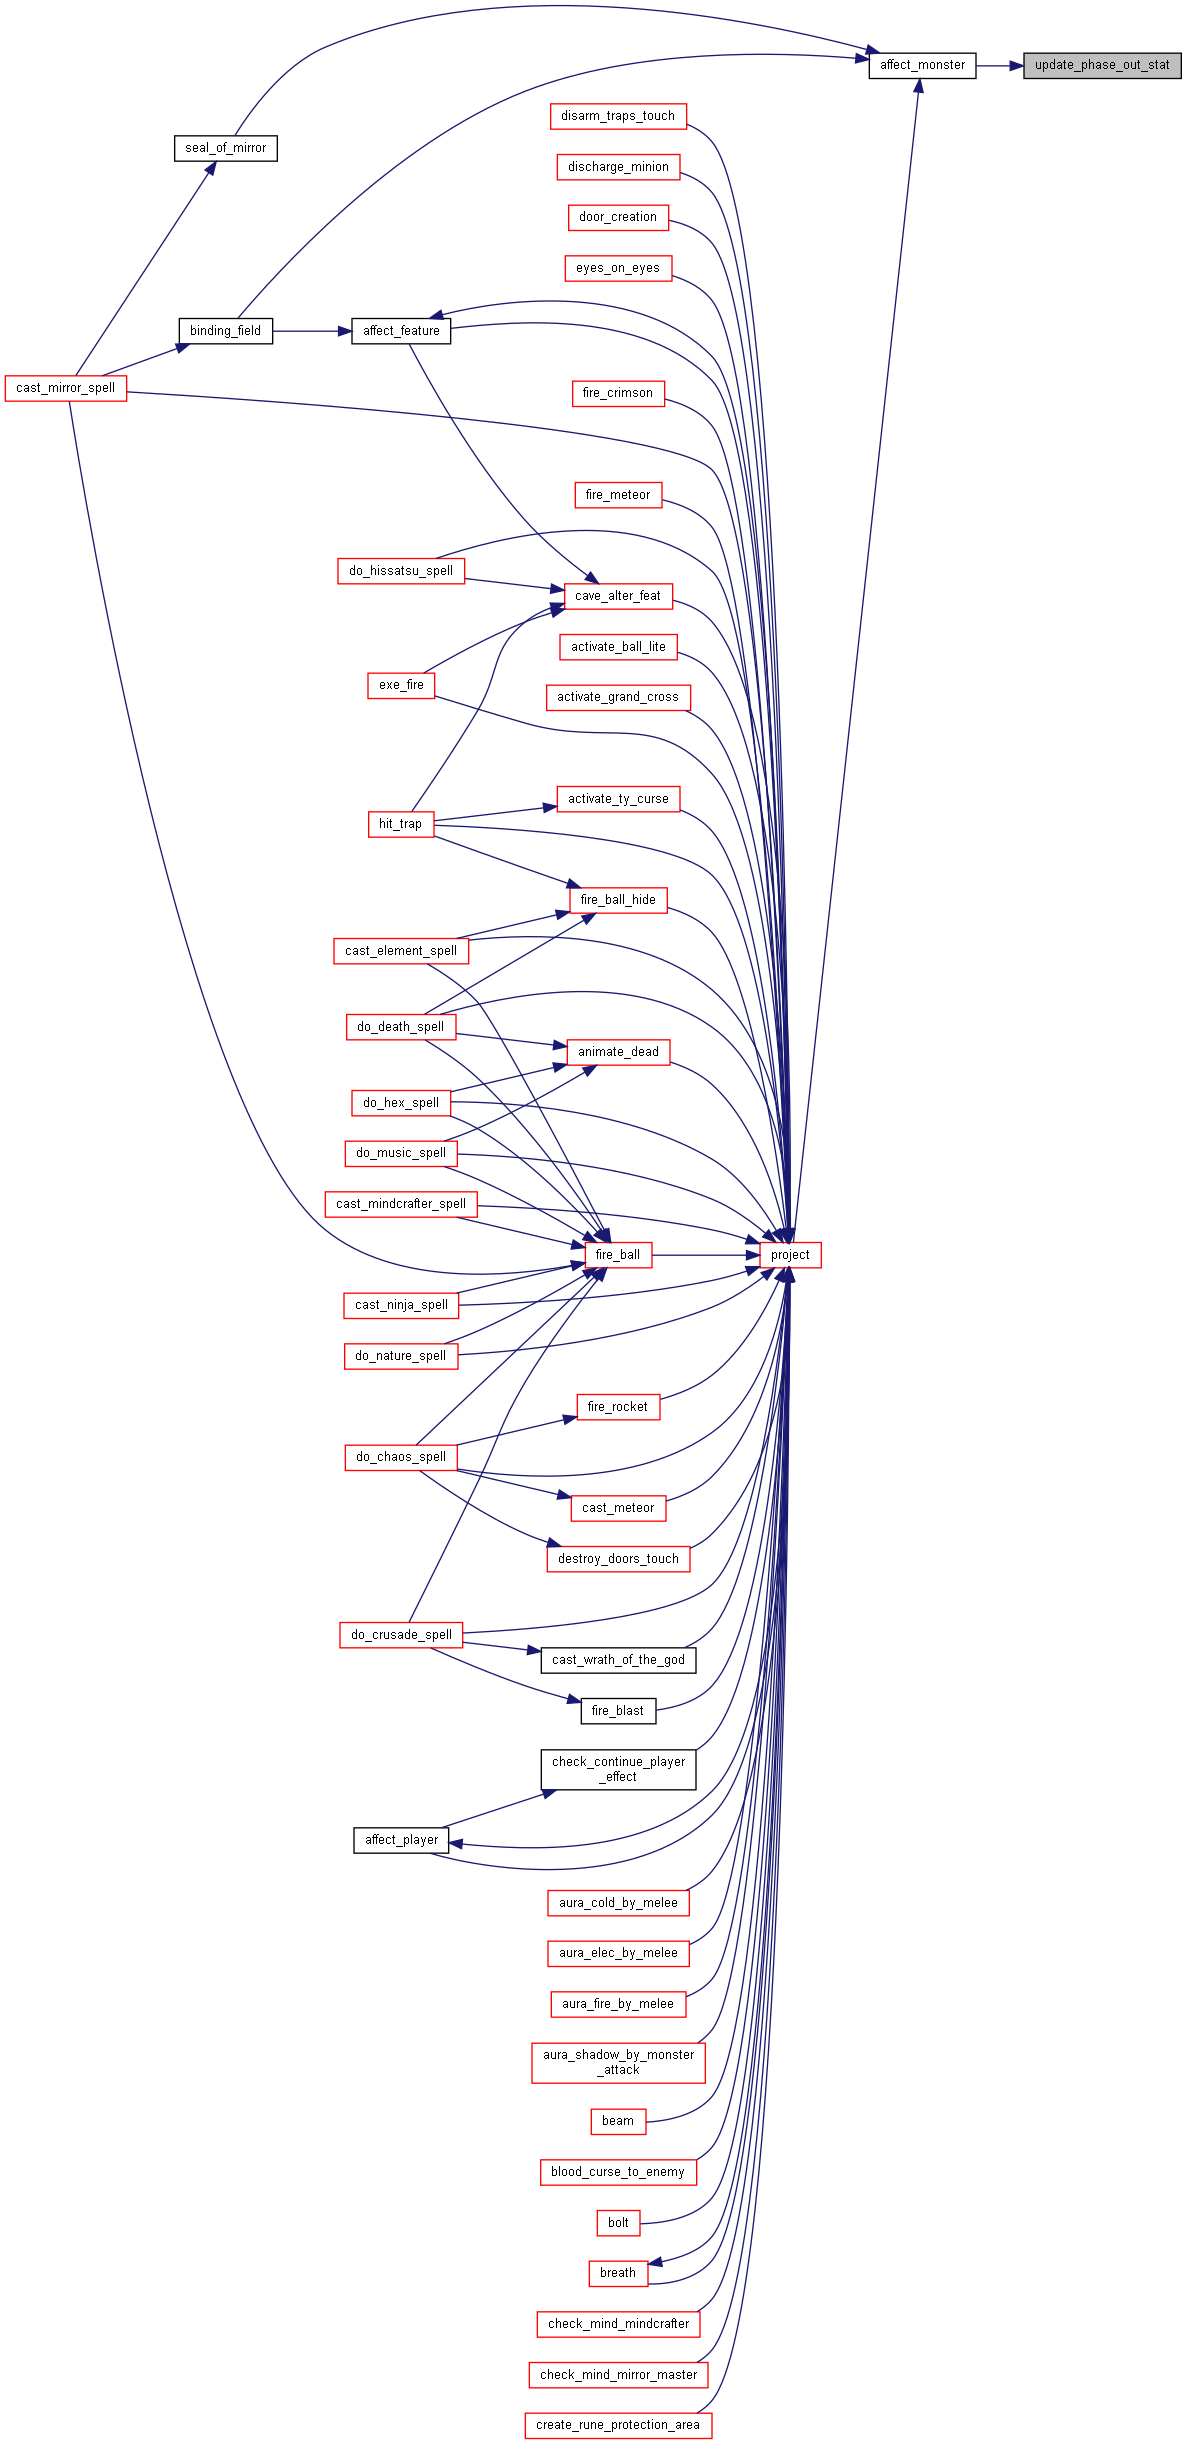 affect_monster
update_phase_out_stat
disarm_traps_touch
seal_of_mirror
discharge_minion
door_creation
eyes_on_eyes
binding_field
affect_feature
cast_mirror_spell
fire_crimson
fire_meteor
do_hissatsu_spell
cave_alter_feat
activate_ball_lite
exe_fire
activate_grand_cross
activate_ty_curse
hit_trap
fire_ball_hide
cast_element_spell
do_death_spell
animate_dead
do_hex_spell
do_music_spell
cast_mindcrafter_spell
fire_ball
project
cast_ninja_spell
do_nature_spell
fire_rocket
do_chaos_spell
cast_meteor
destroy_doors_touch
do_crusade_spell
cast_wrath_of_the_god
fire_blast
check_continue_player
_effect
affect_player
aura_cold_by_melee
aura_elec_by_melee
aura_fire_by_melee
aura_shadow_by_monster
_attack
beam
blood_curse_to_enemy
bolt
breath
check_mind_mindcrafter
check_mind_mirror_master
create_rune_protection_area